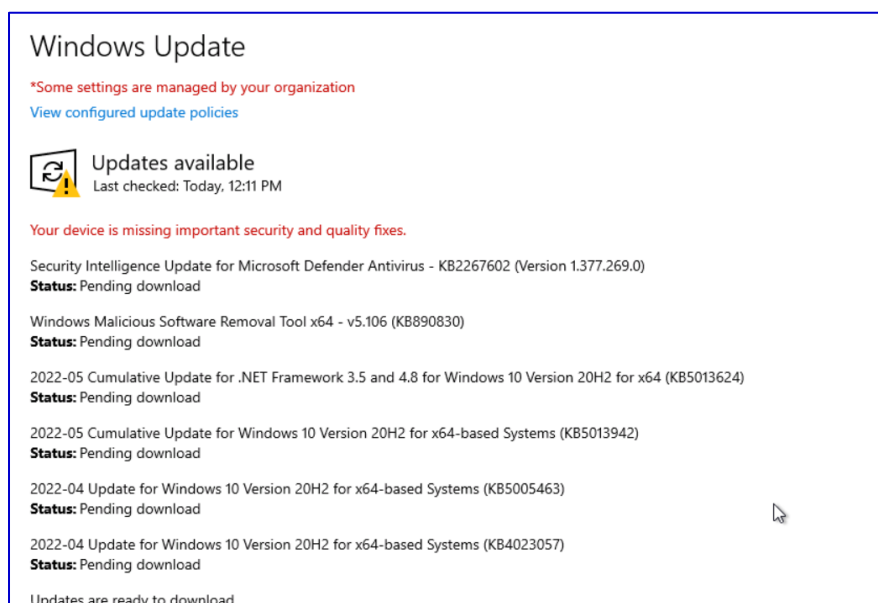 Windows Update
*Some settings are managed by your organization
View configured update policies
Updates available
Last checked: Today, 12:11 PM
Your device is missing important security and quality fixes.
Security Intelligence Update for Microsoft Defender Antivirus - KB2267602 (Version 1.377.269.0)
Status: Pending download
Windows Malicious Software Removal Tool x64 - v5.106 (KB890830)
Status: Pending download
2022-05 Cumulative Update for .NET Framework 3.5 and 4.8 for Windows 10 Version 20H2 for x64 (KB5013624)
Status: Pending download
2022-05 Cumulative Update for Windows 10 Version 20H2 for x64-based Systems (KB5013942)
Status: Pending download
2022-04 Update for Windows 10 Version 20H2 for x64-based Systems (KB5005463)
Status: Pending download
2022-04 Update for Windows 10 Version 20H2 for x64-based Systems (KB4023057)
Status: Pending download
Updates are ready to download